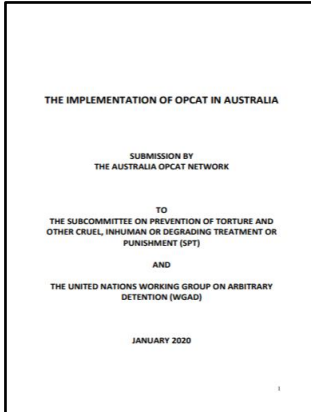 THE IMPLEMENTATION OF OPCAT IN AUSTRALIA
SUBMISSION BY
THE AUSTRALIA OPCAT NETWORK
TO
THE SUBCOMMITTEE ON PREVENTION OF TORTURE AND
OTHER CRUEL, INHUMAN OR DEGRADING TREATMENT OR
PUNISHMENT (SPT)
AND
THE UNITED NATIONS WORKING GROUP ON ARBITRARY
DETENTION (WGAD)
JANUARY 2020